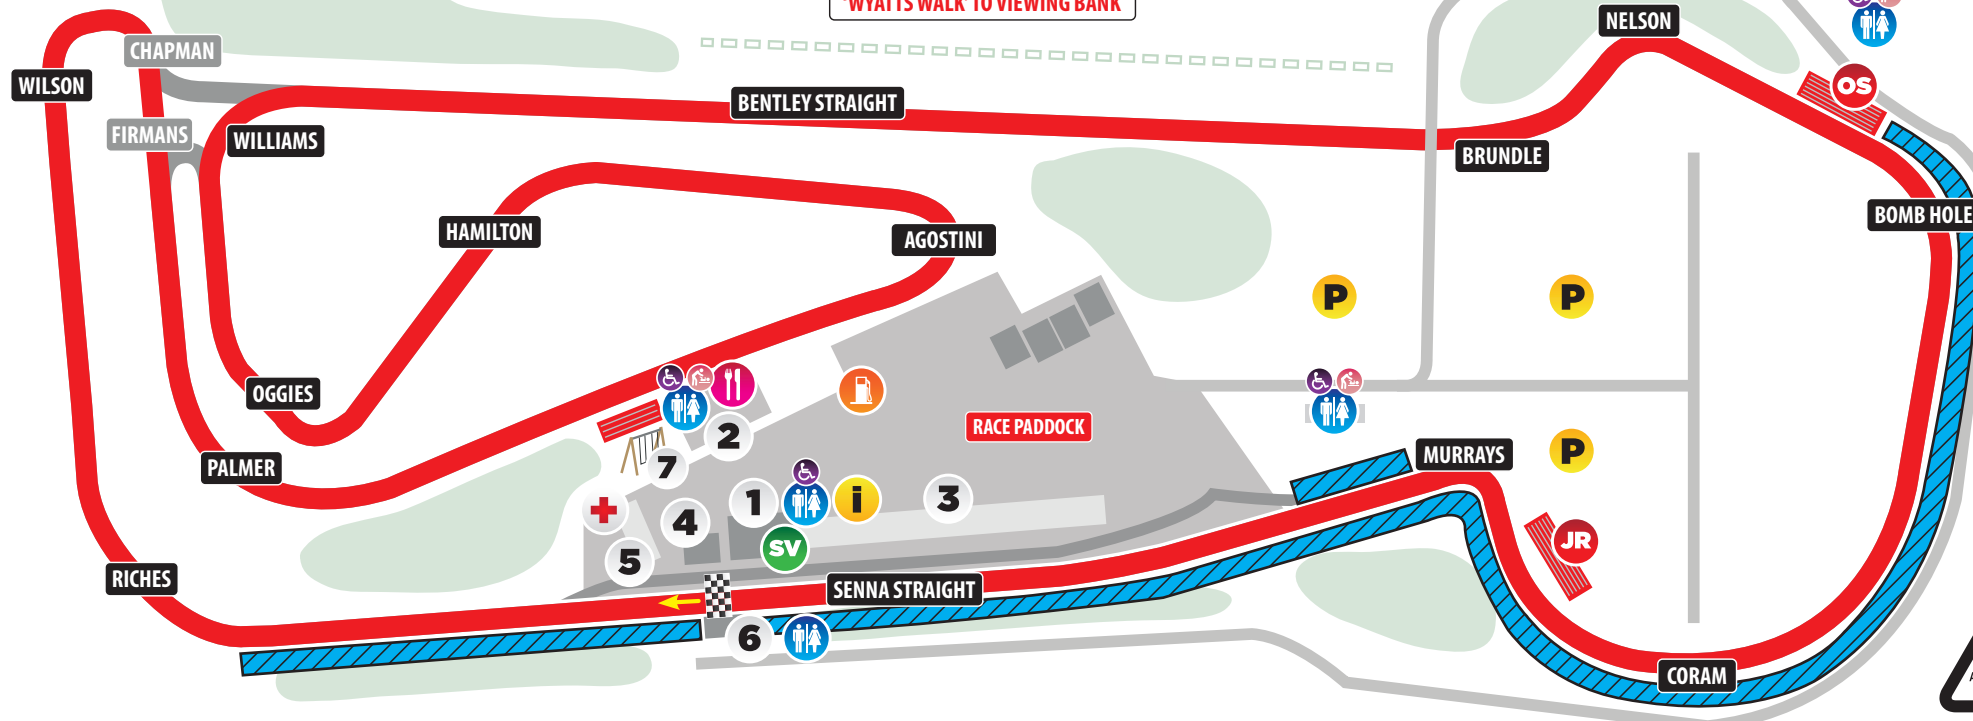 'WYATTS WALK' TO VIEWING BANK
NELSON
CHAPMAN
WILSON
OS
BENTLEY STRAIGHT
FIRMANS
WILLIAMS
BRUNDLE
BOMB HOLE
HAMILTON
AGOSTINI
P
P
OGGIES
2
RACE PADDOCK
P
MURRAYS
PALMER
7
1
i
3
4
SV
JR
5
RICHES
SENNA STRAIGHT
6
CORAM